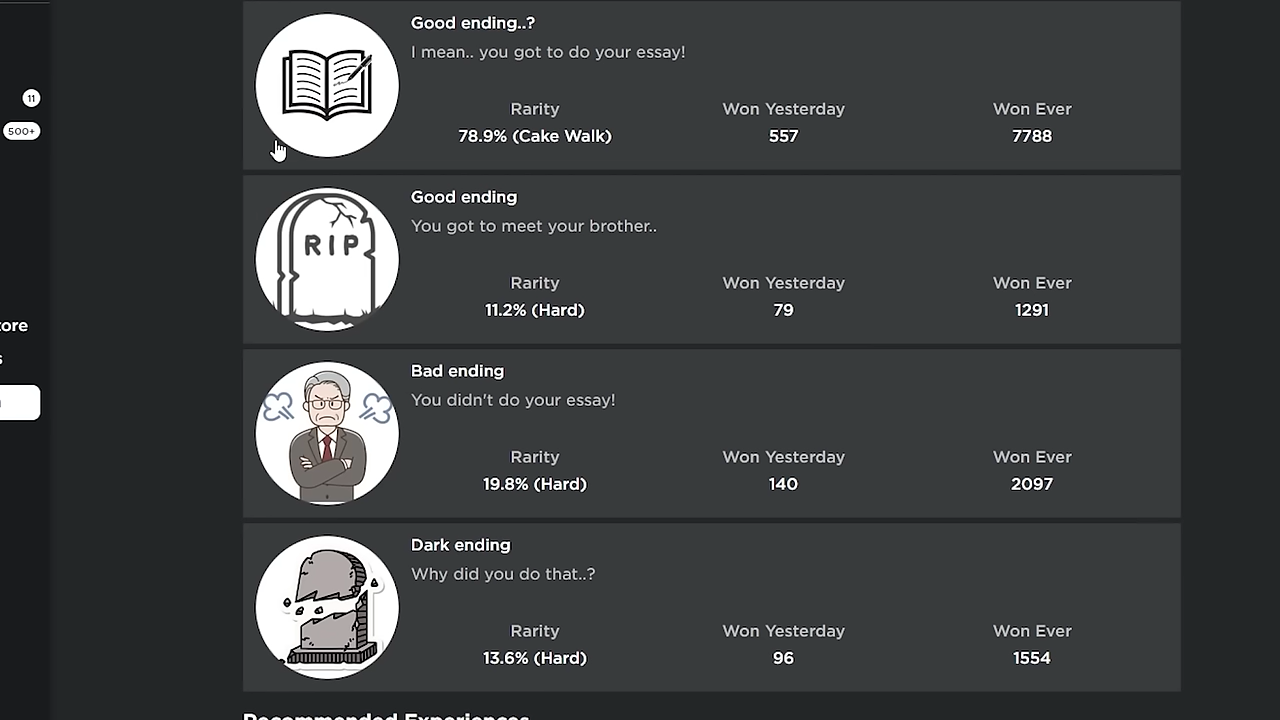 11
500+
Good ending..?
I mean.. you got to do your essay!
Rarity Won Yesterday Won Ever
78.9% (Cake Walk) 557 7788
RIP
Good ending
You got to meet your brother..
Rarity Won Yesterday Won Ever
11.2% (Hard) 79 1291
tore
s
Bad ending
You didn't do your essay!
Rarity Won Yesterday Won Ever
19.8% (Hard) 140 2097
Dark ending
Why did you do that..?
Rarity Won Yesterday Won Ever
13.6% (Hard) 96 1554
Recommended Experiences